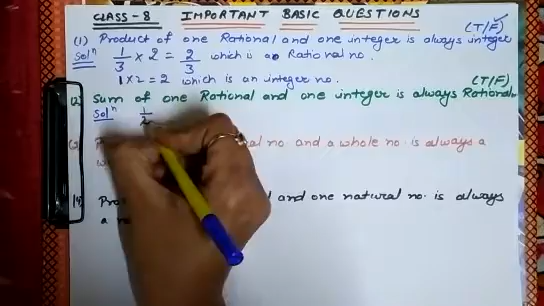 CLASS-8 IMPORTANT BASIC QUESTIONS
(T/F)
(1) Product of one Rational and one integer is always integer
Solⁿ 1/3 × 2 = 2/3 which is a Rational no.
1×2 = 2 which is an integer no.
(T/F)
(2) Sum of one Rational and one integer is always Rational
Solⁿ 1/2
no. and a whole no. is always a
and one natural no. is always
a